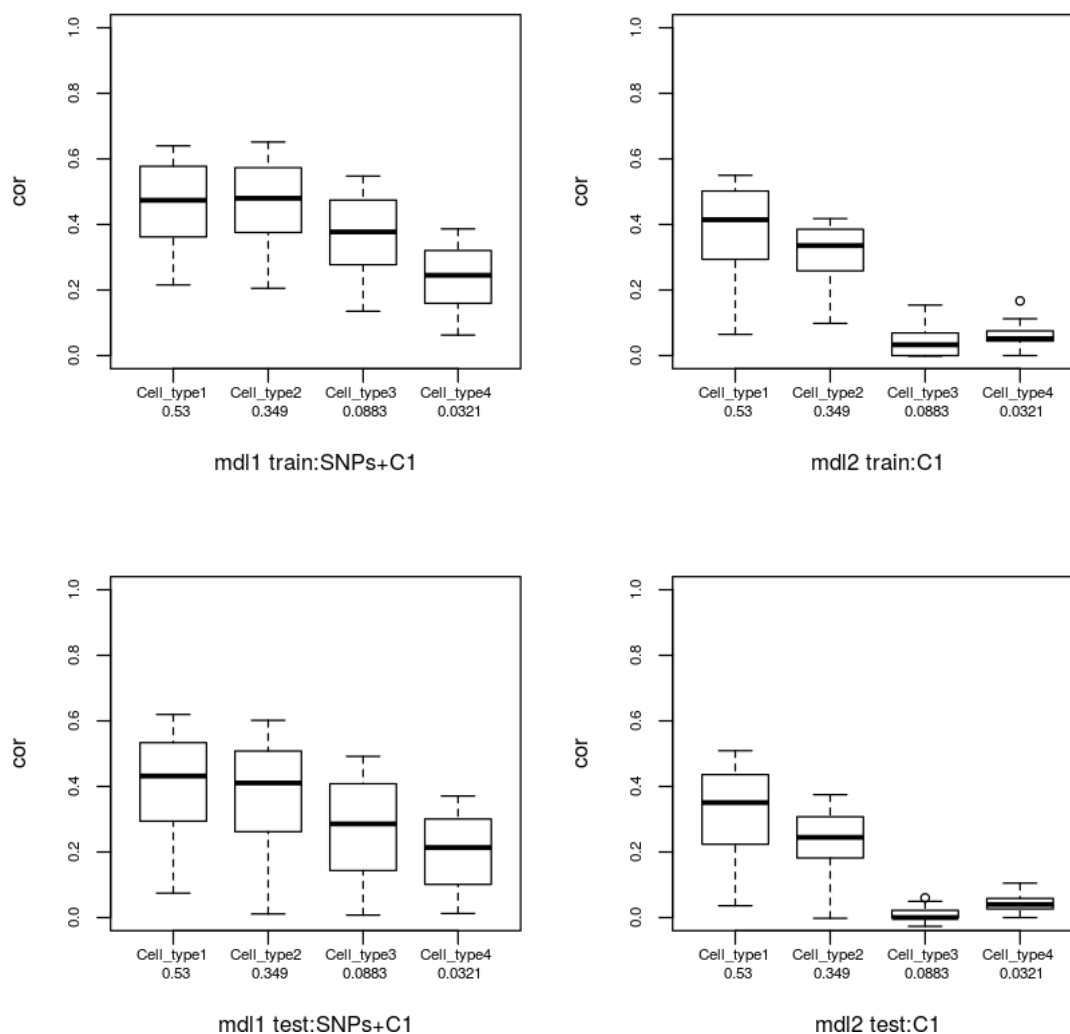 1.0
0.8
0.6
0.4
0.2
0.0
cor
Cell_type1 Cell_type2 Cell_type3 Cell_type4
0.53 0.349 0.0883 0.0321
mdl1 train:SNPs+C1
1.0
0.8
0.6
0.4
0.2
0.0
cor
Cell_type1 Cell_type2 Cell_type3 Cell_type4
0.53 0.349 0.0883 0.0321
mdl2 train:C1
1.0
0.8
0.6
0.4
0.2
0.0
cor
Cell_type1 Cell_type2 Cell_type3 Cell_type4
0.53 0.349 0.0883 0.0321
mdl1 test:SNPs+C1
1.0
0.8
0.6
0.4
0.2
0.0
cor
Cell_type1 Cell_type2 Cell_type3 Cell_type4
0.53 0.349 0.0883 0.0321
mdl2 test:C1